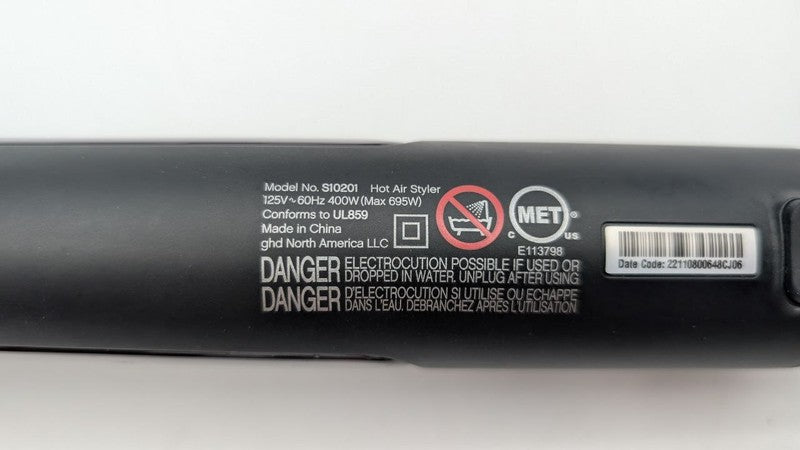 Model No. S10201 Hot Air Styler
125V~60Hz 400W(Max 695W)
Conforms to UL859
Made in China
ghd North America LLC
MET
C US
E113798
DANGER ELECTROCUTION POSSIBLE IF USED OR
DROPPED IN WATER. UNPLUG AFTER USING.
DANGER D'ELECTROCUTION SI UTILISE OU ECHAPPE
DANS L'EAU. DEBRANCHEZ APRES L'UTILISATION
Date Code: 22110800648CJ06